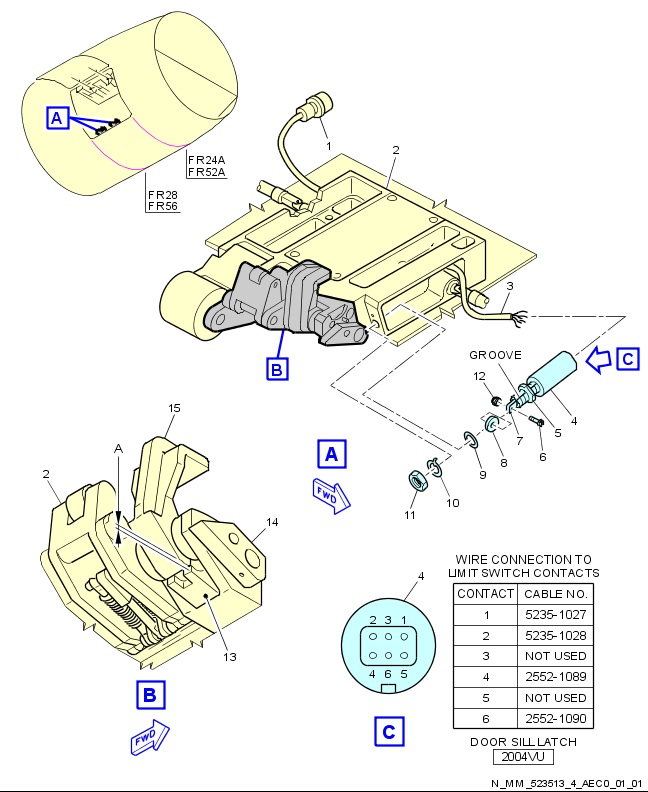 A
FR24A
FR52A
FR28
FR56
1
2
3
B
GROOVE
C
12
4
5
6
7
8
9
10
11
A
FWD
15
A
2
14
13
B
FWD
4
2 3 1
4 6 5
C
WIRE CONNECTION TO
LIMIT SWITCH CONTACTS
CONTACT CABLE NO.
1 5235-1027
2 5235-1028
3 NOT USED
4 2552-1089
5 NOT USED
6 2552-1090
DOOR SILL LATCH
2004VU
N_MM_523513_4_AEC0_01_01